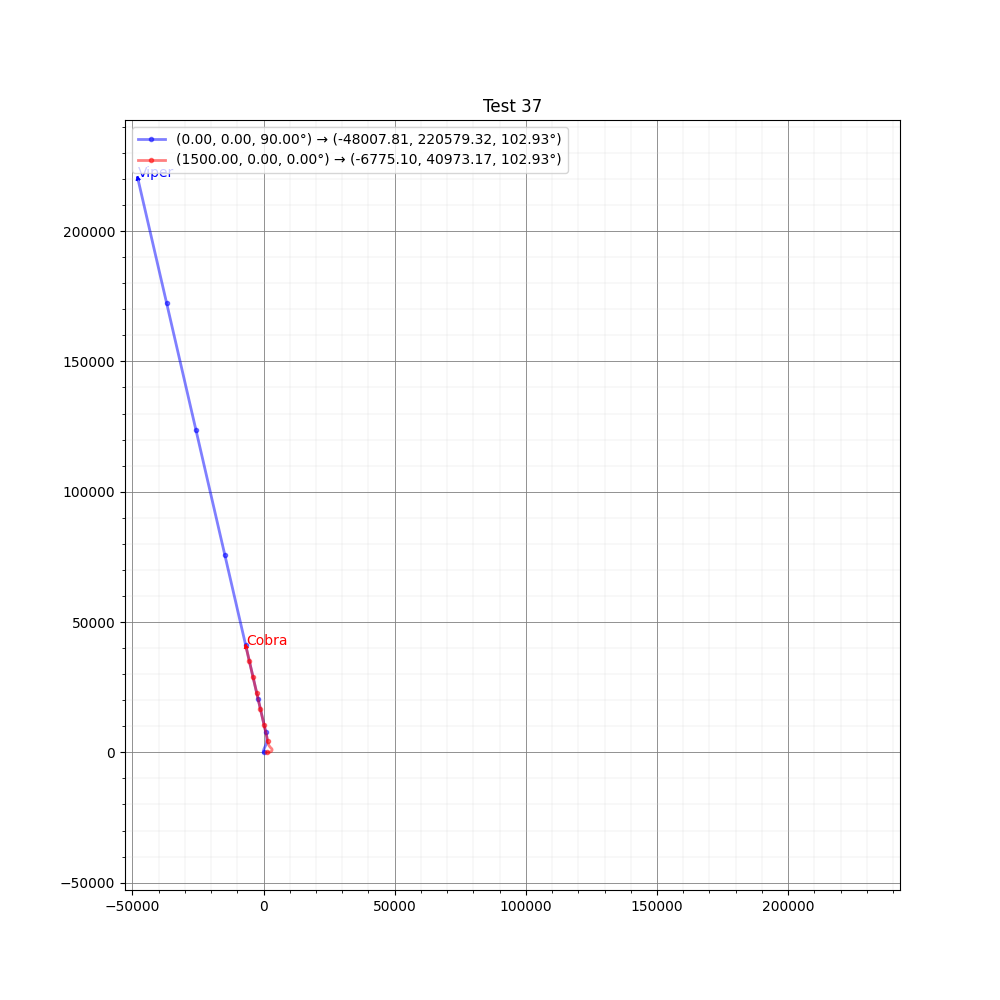 Test 37
(0.00, 0.00, 90.00°) → (-48007.81, 220579.32, 102.93°)
(1500.00, 0.00, 0.00°) → (-6775.10, 40973.17, 102.93°)
Viper
200000
150000
100000
50000
Cobra
0
−50000
−50000 0 50000 100000 150000 200000